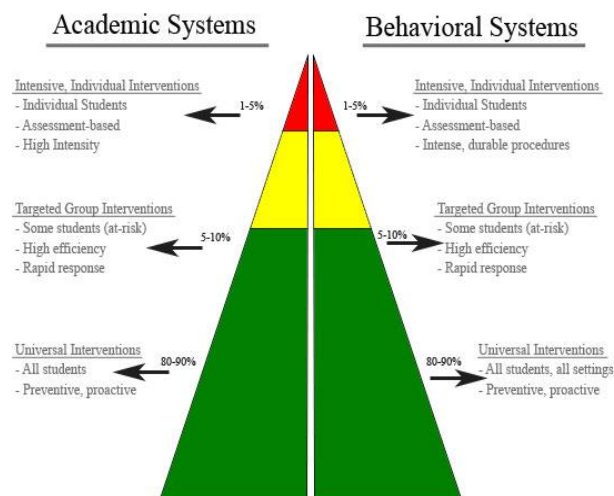 Academic Systems
Intensive, Individual Interventions
- Individual Students
- Assessment-based
- High Intensity
1-5%
Targeted Group Interventions
- Some students (at-risk)
- High efficiency
- Rapid response
5-10%
Universal Interventions
- All students
- Preventive, proactive
80-90%
Behavioral Systems
1-5%
Intensive, Individual Interventions
- Individual Students
- Assessment-based
- Intense, durable procedures
5-10%
Targeted Group Interventions
- Some students (at-risk)
- High efficiency
- Rapid response
80-90%
Universal Interventions
- All students, all settings
- Preventive, proactive